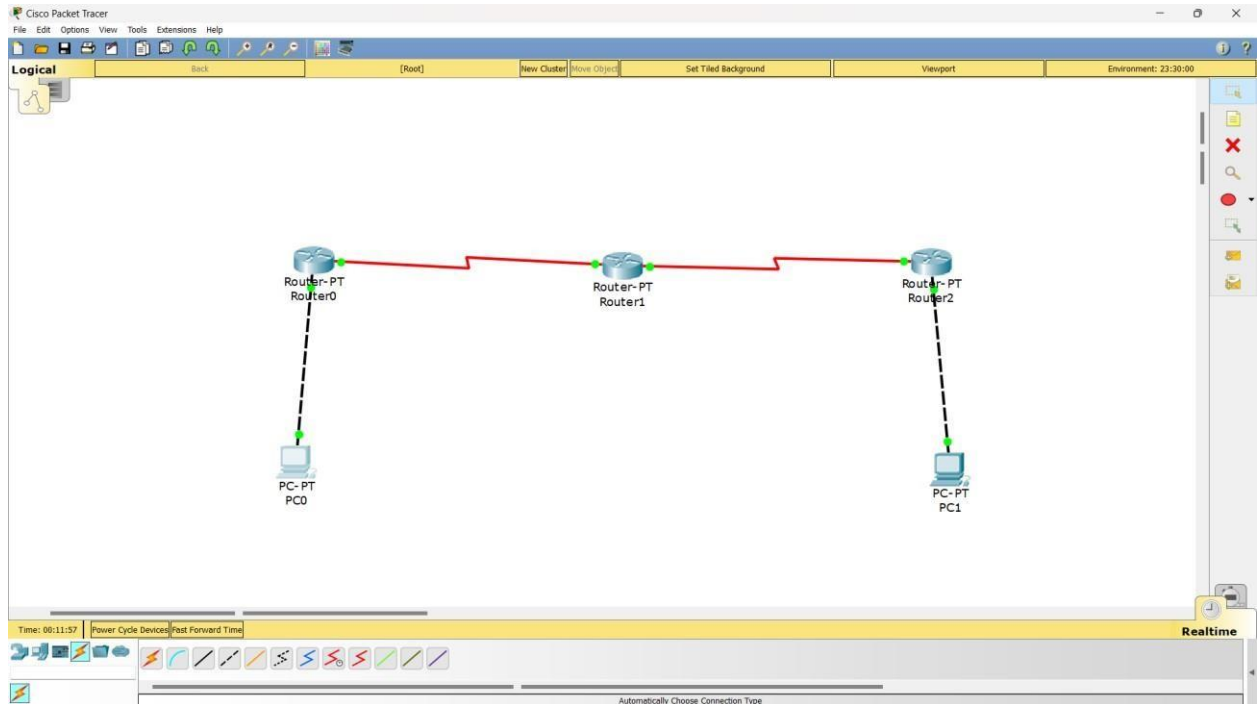 Cisco Packet Tracer
File Edit Options View Tools Extensions Help
Logical Back [Root] New Cluster Move Object Set Tiled Background Viewport Environment: 23:30:00
Router-PT
Router0
Router-PT
Router1
Router-PT
Router2
PC-PT
PC0
PC-PT
PC1
Time: 00:11:57 Power Cycle Devices Fast Forward Time Realtime
Automatically Choose Connection Type